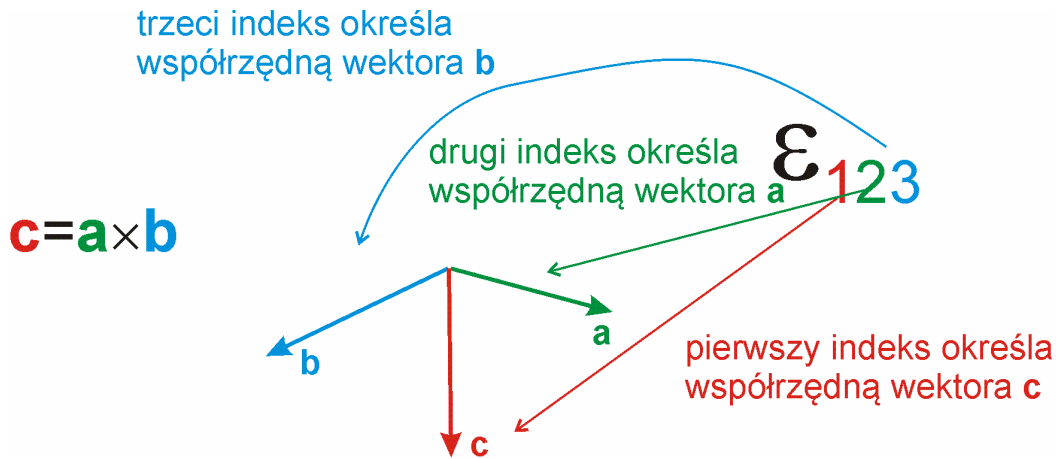 trzeci indeks określa
współrzędną wektora b
drugi indeks określa
współrzędną wektora a
ε123
c=a×b
a
b
c
pierwszy indeks określa
współrzędną wektora c